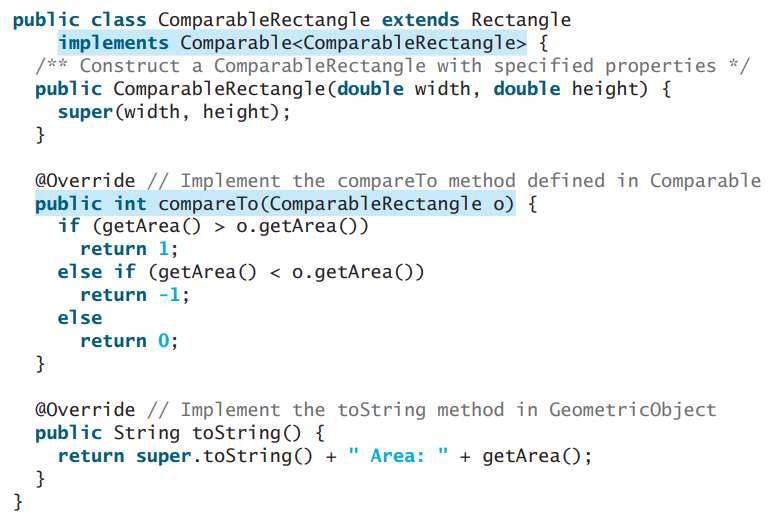 public class ComparableRectangle extends Rectangle
    implements Comparable<ComparableRectangle> {
  /** Construct a ComparableRectangle with specified properties */
  public ComparableRectangle(double width, double height) {
    super(width, height);
  }

  @Override // Implement the compareTo method defined in Comparable
  public int compareTo(ComparableRectangle o) {
    if (getArea() > o.getArea())
      return 1;
    else if (getArea() < o.getArea())
      return -1;
    else
      return 0;
  }

  @Override // Implement the toString method in GeometricObject
  public String toString() {
    return super.toString() + " Area: " + getArea();
  }
}